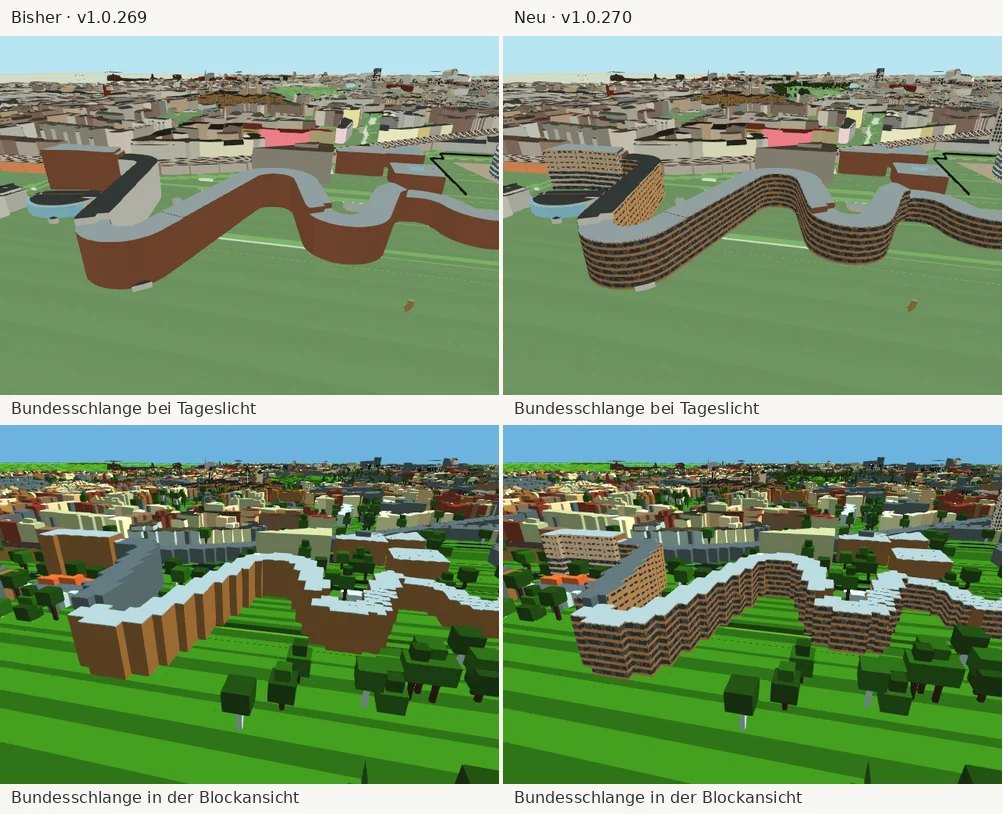 Bisher · v1.0.269
Neu · v1.0.270
Bundesschlange bei Tageslicht
Bundesschlange bei Tageslicht
Bundesschlange in der Blockansicht
Bundesschlange in der Blockansicht